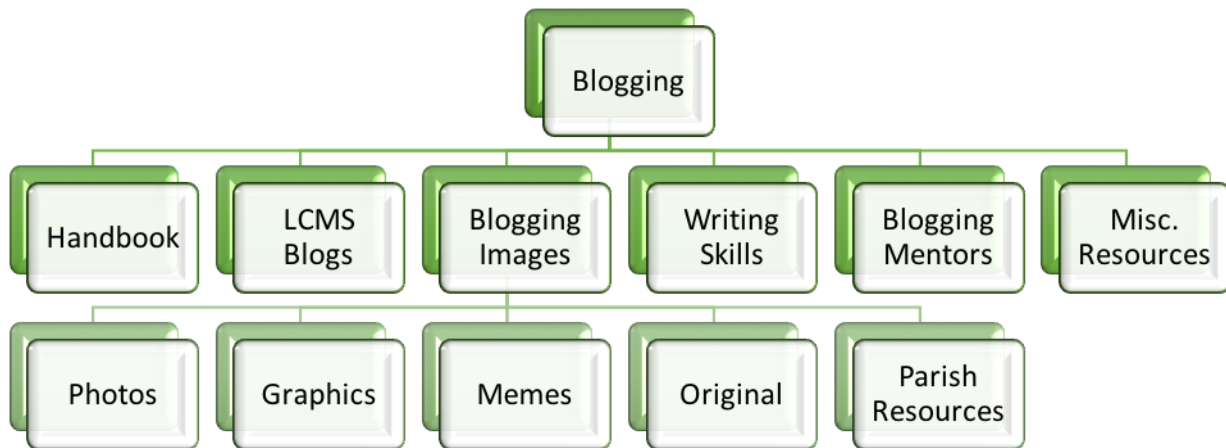 Blogging
Handbook
LCMS
Blogs
Blogging
Images
Writing
Skills
Blogging
Mentors
Misc.
Resources
Photos
Graphics
Memes
Original
Parish
Resources